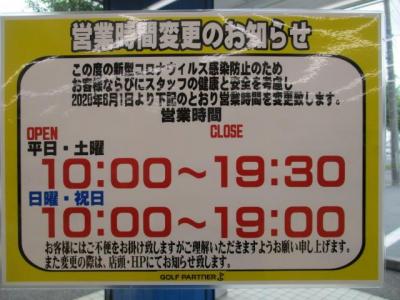 営業時間変更のお知らせ
この度の新型コロナウイルス感染防止のため
お客様ならびにスタッフの健康と安全を考慮し
2020年6月1日より下記のとおり営業時間を変更致します。
営業時間
OPEN CLOSE
平日・土曜
10:00～19:30
日曜・祝日
10:00～19:00
お客様にはご不便をお掛け致しますがご理解いただきますようお願い申し上げます。
また変更の際は、店頭・HPにてお知らせ致します。
GOLF PARTNER